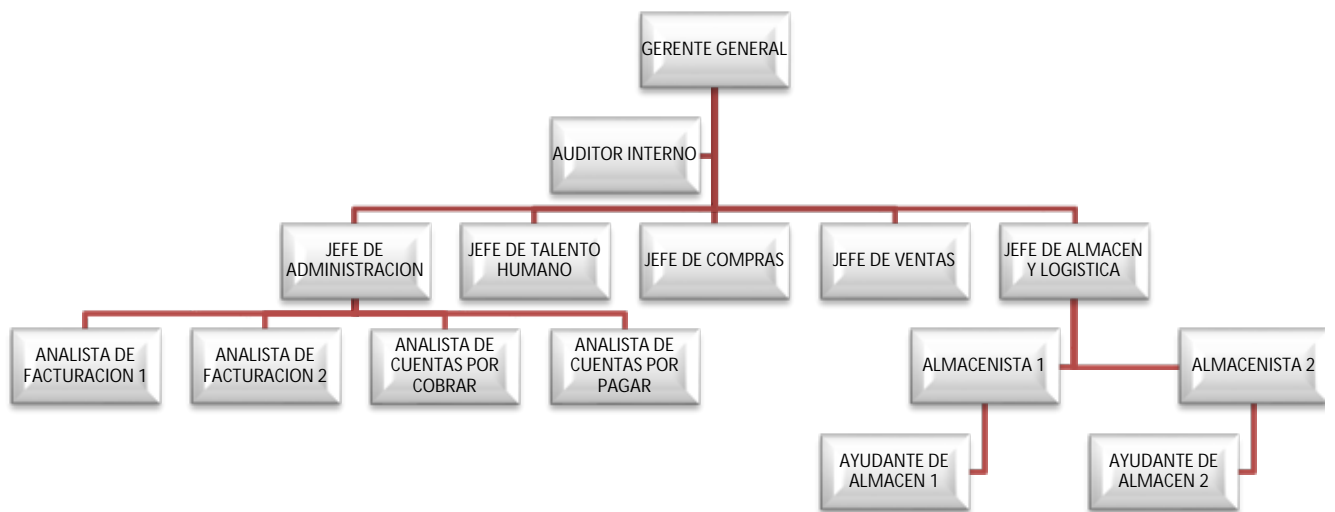 GERENTE GENERAL
AUDITOR INTERNO
JEFE DE
ADMINISTRACION
JEFE DE TALENTO
HUMANO
JEFE DE COMPRAS
JEFE DE VENTAS
JEFE DE ALMACEN
Y LOGISTICA
ANALISTA DE
FACTURACION 1
ANALISTA DE
FACTURACION 2
ANALISTA DE
CUENTAS POR
COBRAR
ANALISTA DE
CUENTAS POR
PAGAR
ALMACENISTA 1
ALMACENISTA 2
AYUDANTE DE
ALMACEN 1
AYUDANTE DE
ALMACEN 2